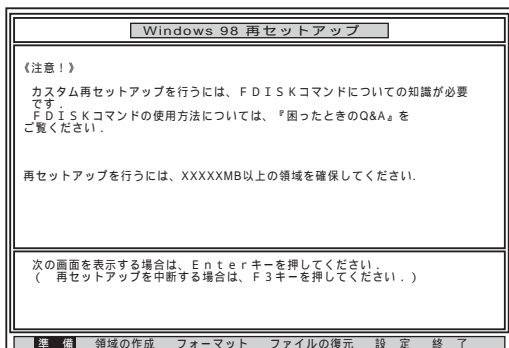 Windows 98 再セットアップ
《注意！》
カスタム再セットアップを行うには、ＦＤＩＳＫコマンドについての知識が必要
です．
ＦＤＩＳＫコマンドの使用方法については、『困ったときのQ&A』を
ご覧ください．
再セットアップを行うには、XXXXXMB以上の領域を確保してください.
次の画面を表示する場合は、Ｅｎｔｅｒキーを押してください．
(　再セットアップを中断する場合は、Ｆ３キーを押してください．)
準　備　領域の作成　フォーマット　ファイルの復元　設　定　終　了